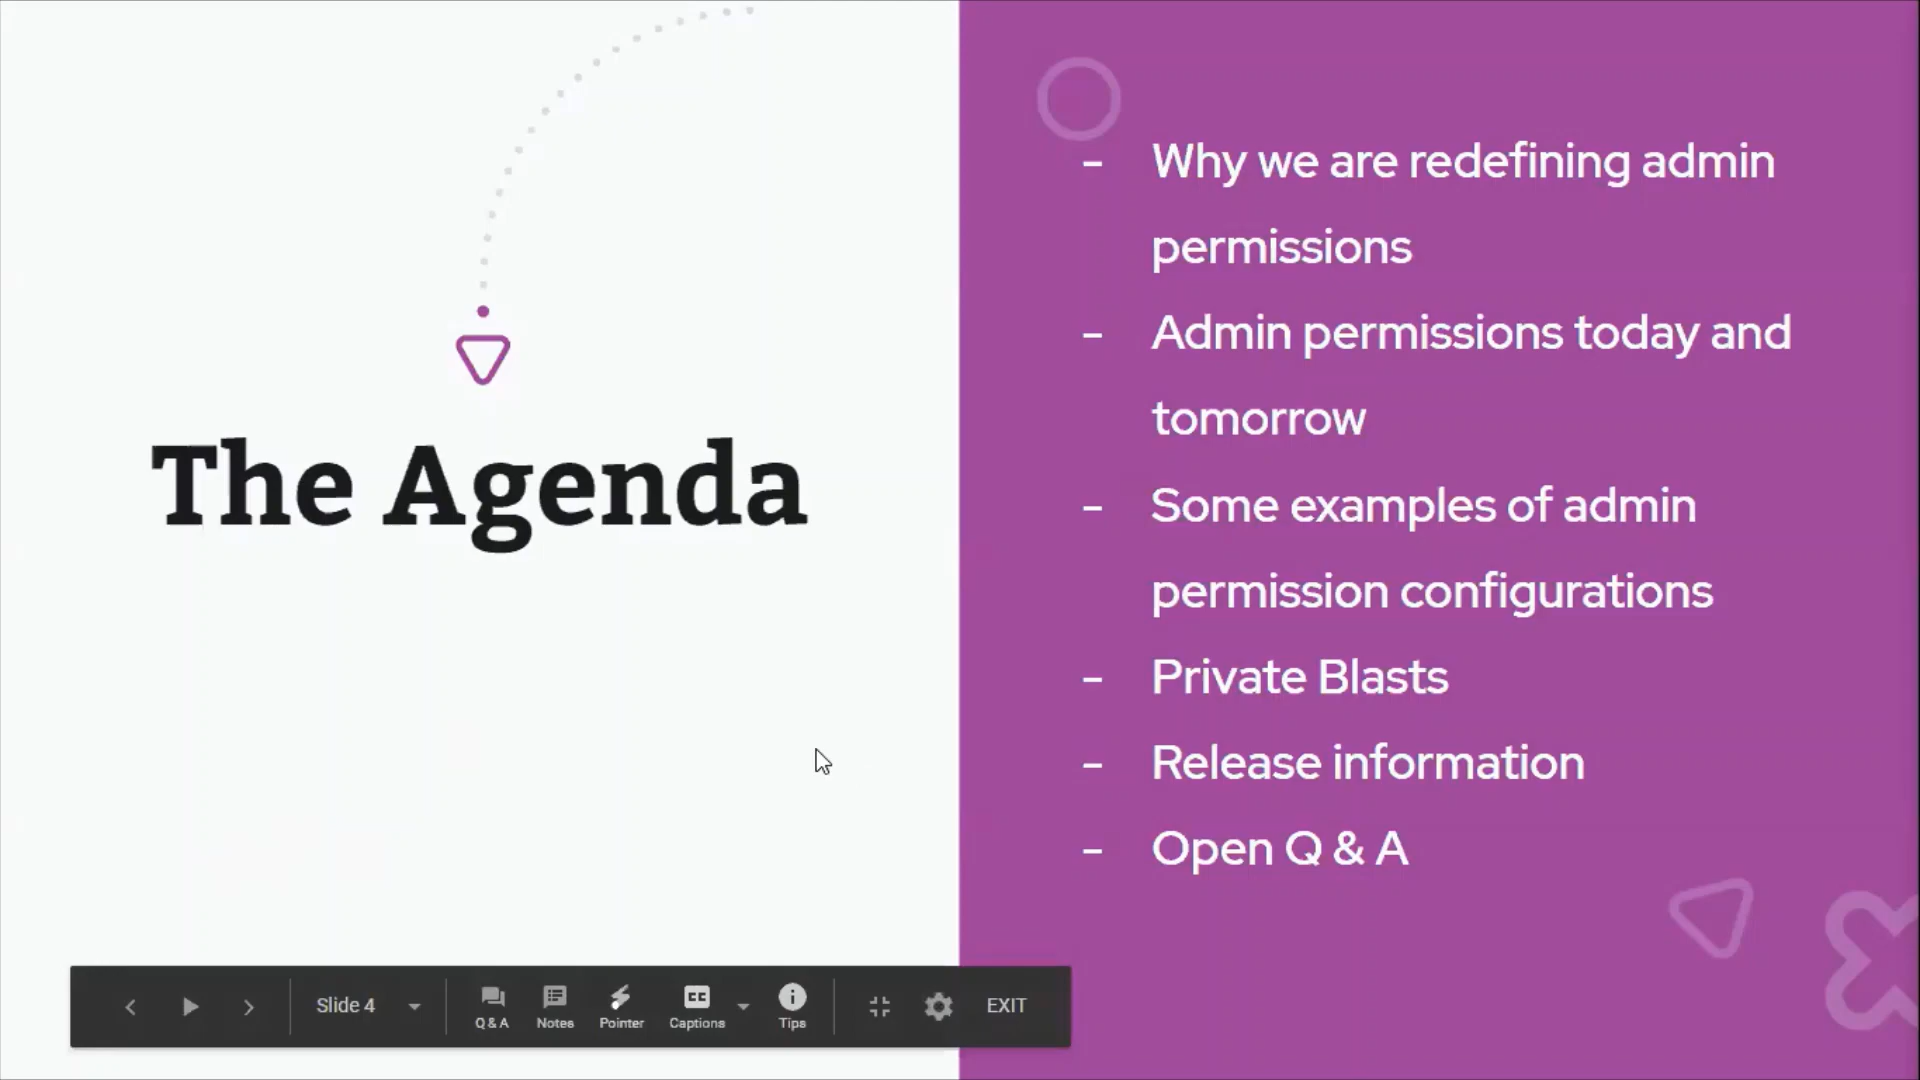 The Agenda
- Why we are redefining admin
permissions
- Admin permissions today and
tomorrow
- Some examples of admin
permission configurations
- Private Blasts
- Release information
- Open Q & A
Slide 4
Q & A
Notes
Pointer
CC
Captions
Tips
EXIT